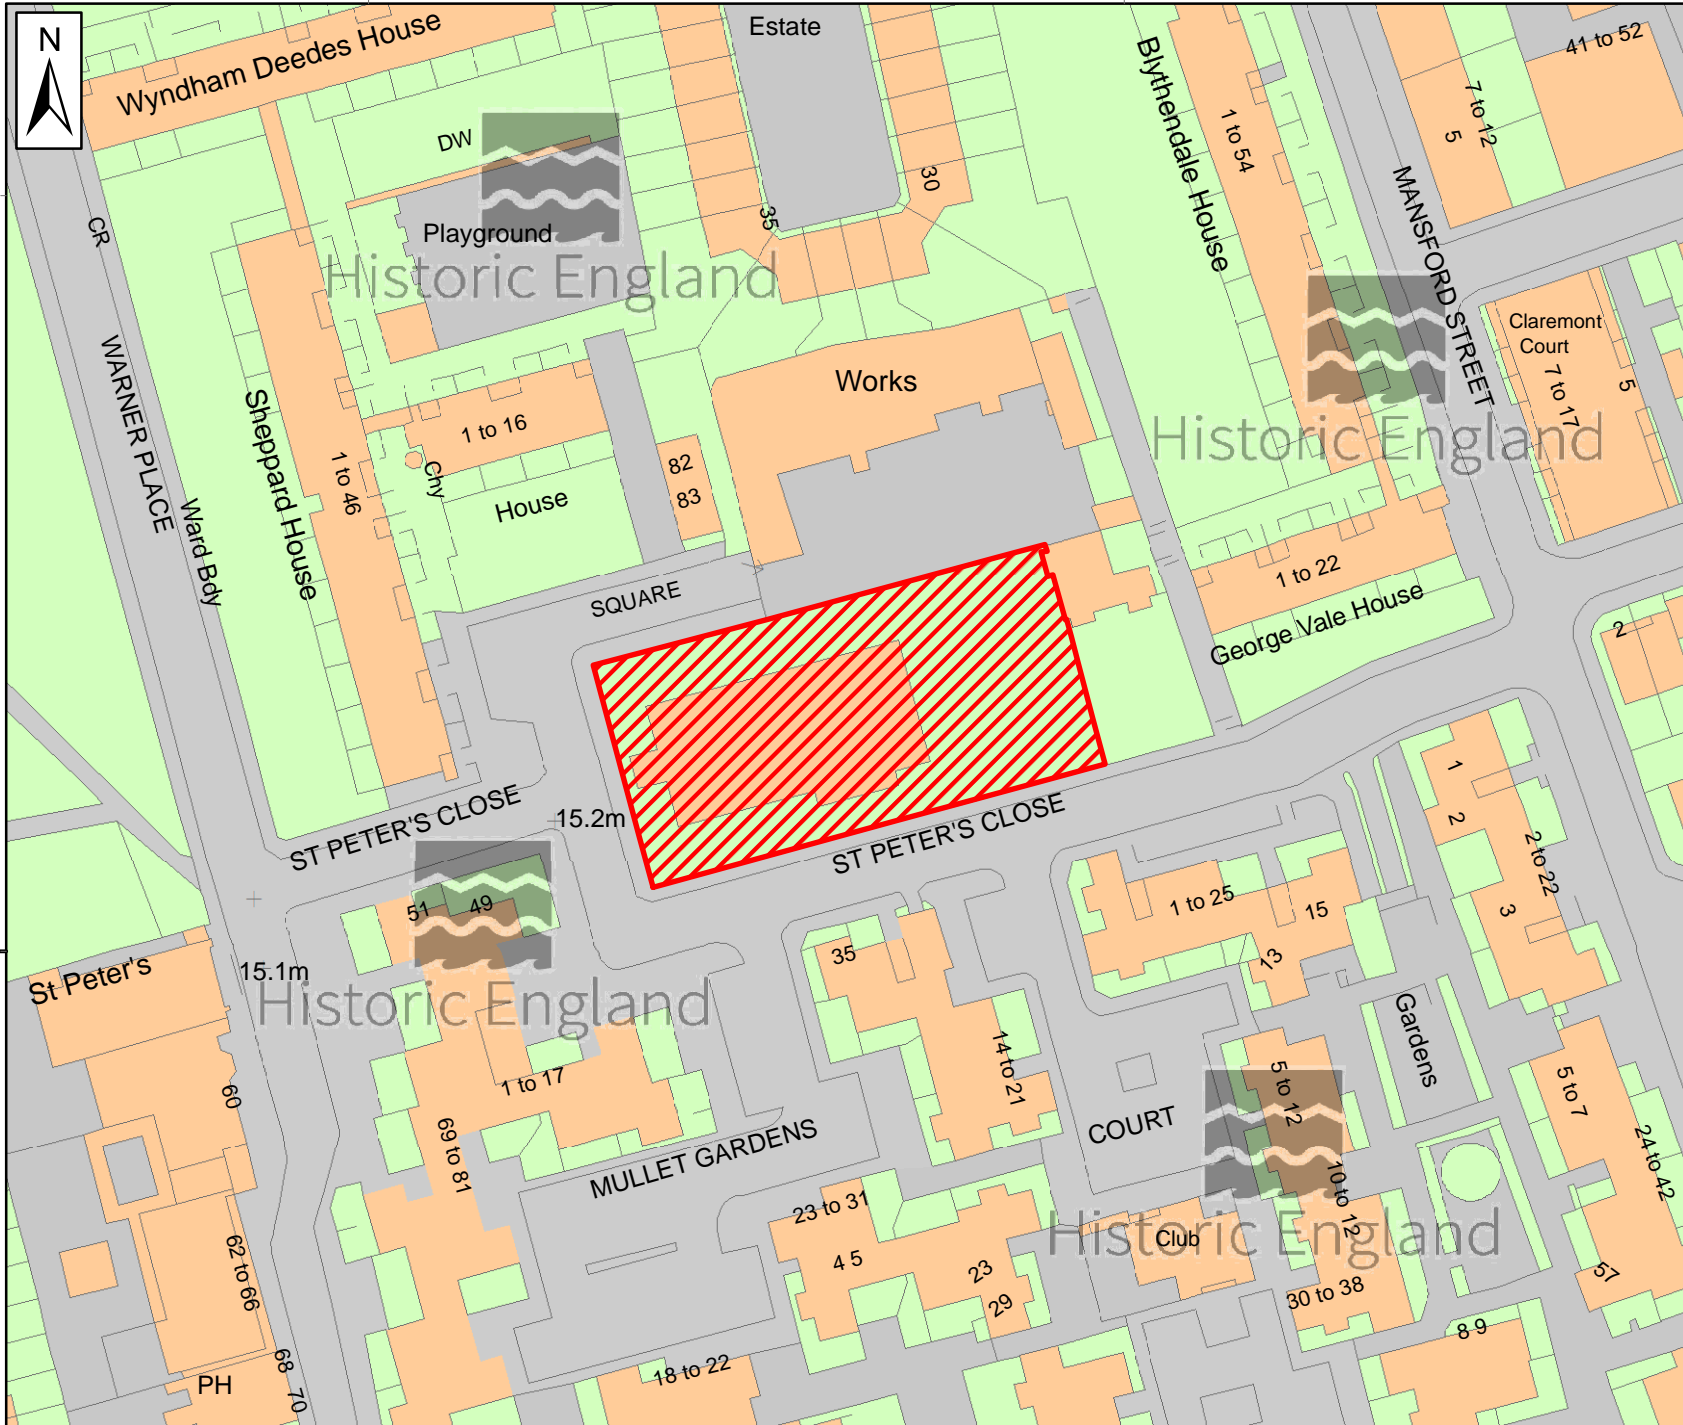 N
Wyndham Deedes House
Estate
41 to 52
7 to 12
5
Blythendale House
1 to 54
DW
30
35
CR
Playground
Historic England
MANSFORD STREET
Claremont
Court
7 to 17
5
WARNER PLACE
Works
Sheppard House
1 to 46
1 to 16
Chy
82
83
House
Historic England
Ward Bdy
SQUARE
1 to 22
George Vale House
2
ST PETER'S CLOSE
15.2m
ST PETER'S CLOSE
1
2
2 to 22
3
51
49
1 to 25
15
13
35
St Peter's
15.1m
Historic England
Gardens
14 to 21
60
1 to 17
5 to 12
5 to 7
COURT
69 to 81
MULLET GARDENS
24 to 42
10 to 12
23 to 31
4 5
Club
Historic England
62 to 66
23
29
30 to 38
57
8 9
68
70
18 to 22
PH